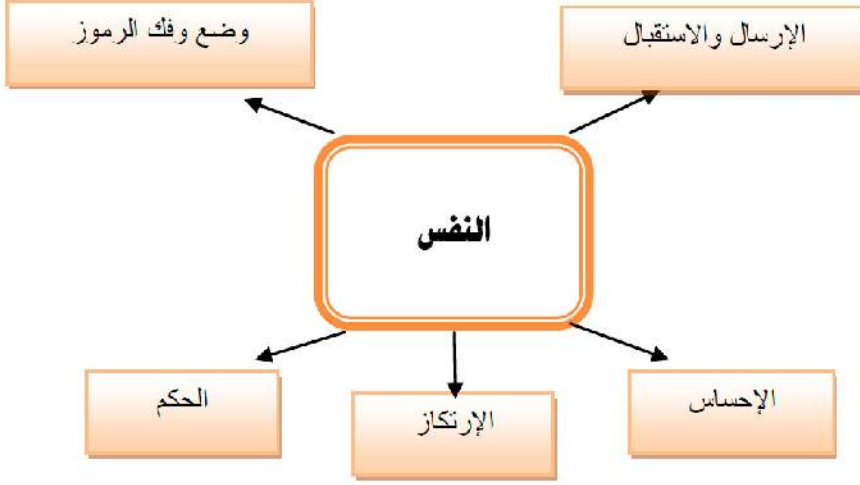 الإرسال والاستقبال
وضع وفك الرموز
النفس
الإحساس
الإرتكاز
الحكم